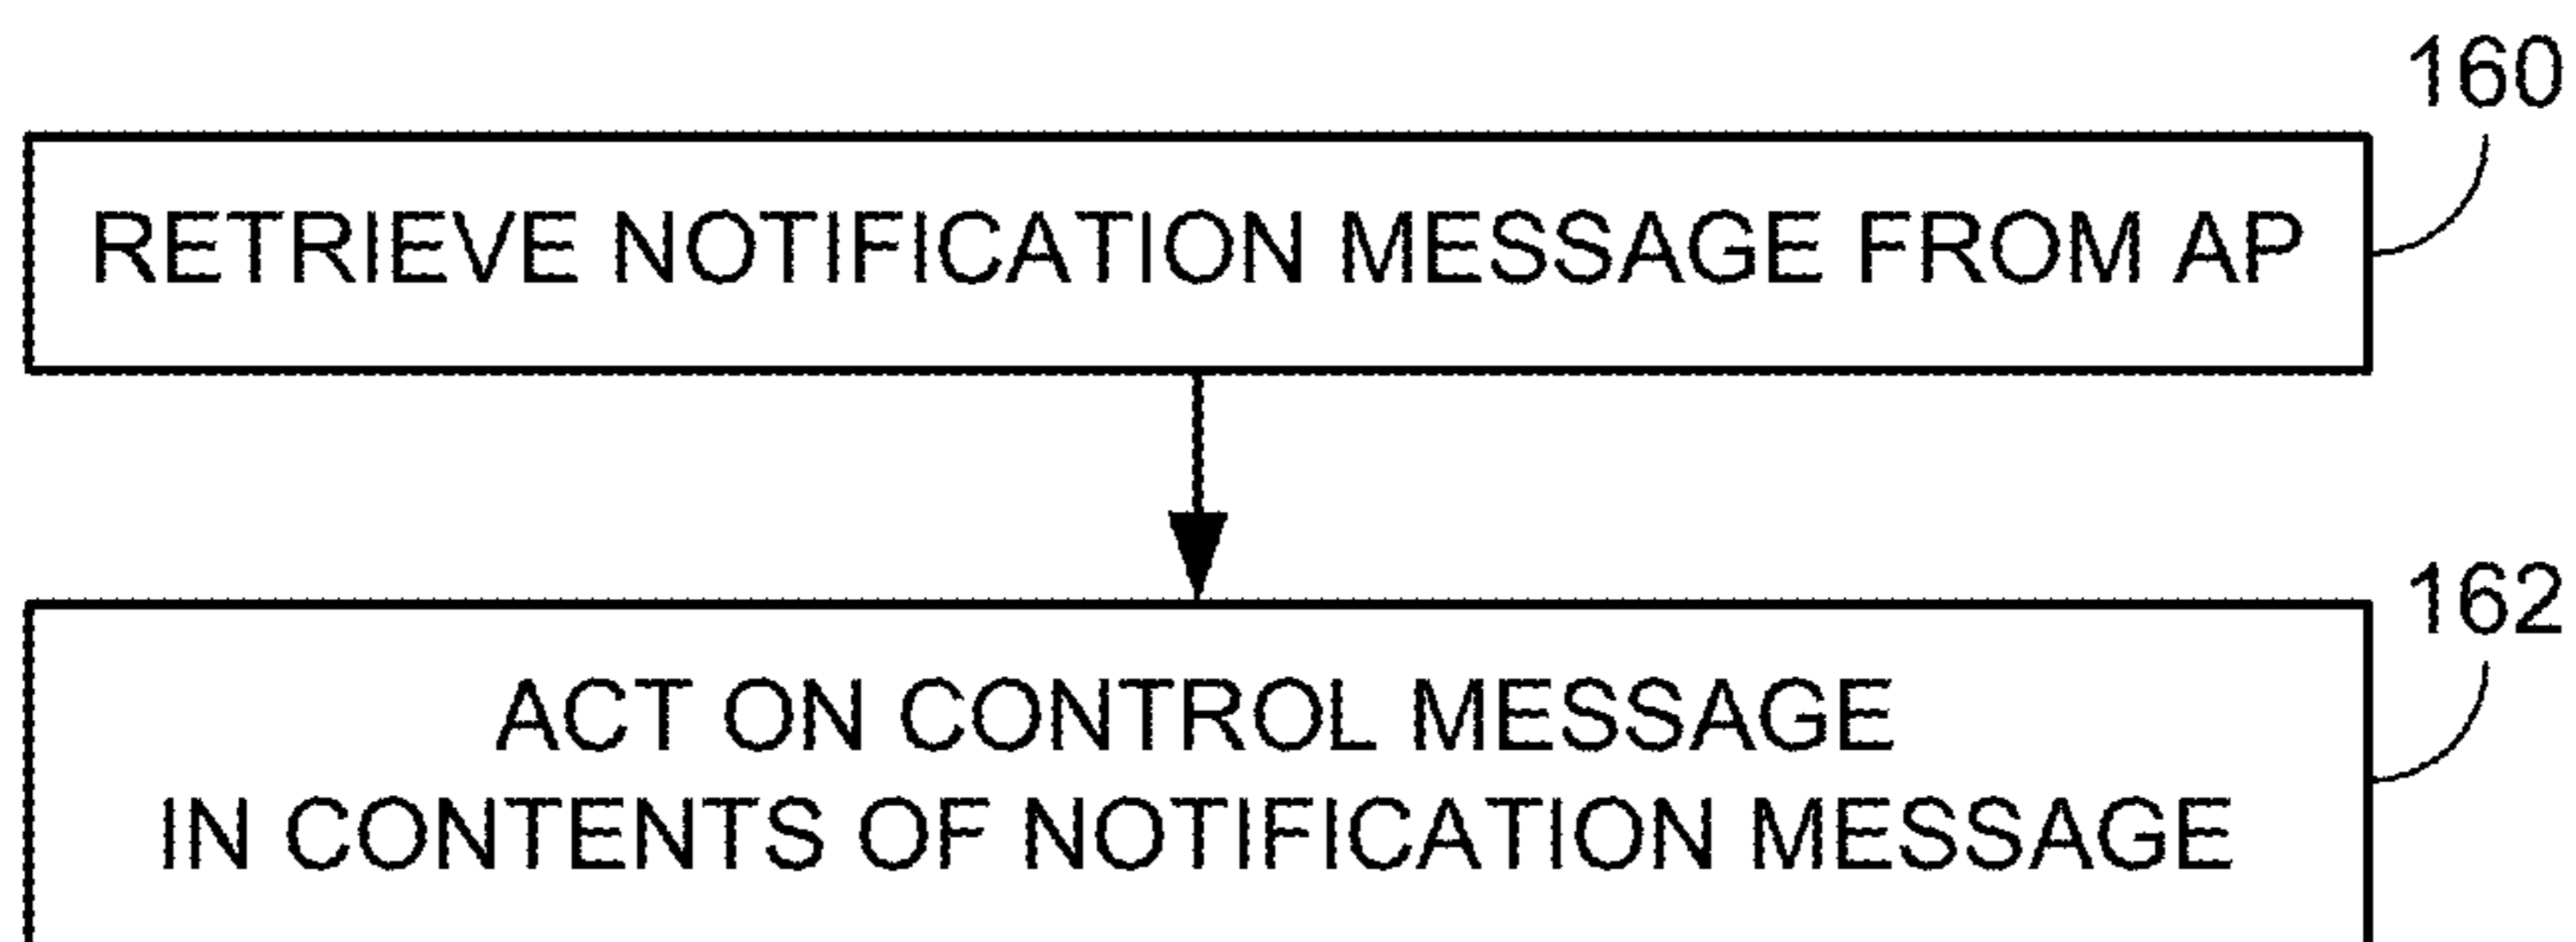 160
RETRIEVE NOTIFICATION MESSAGE FROM AP
162
ACT ON CONTROL MESSAGE
IN CONTENTS OF NOTIFICATION MESSAGE